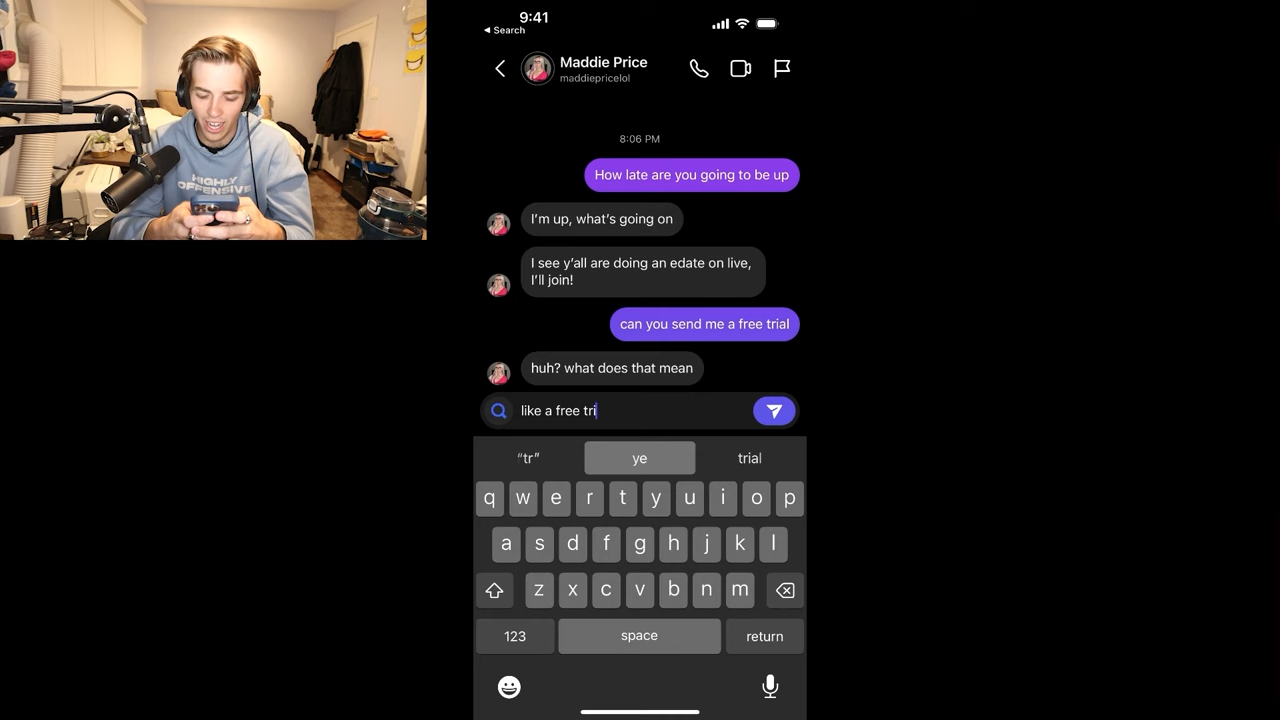 9:41
Search
Maddie Price
maddiepricelol
HIGHLY
OFFENSIVE
8:06 PM
How late are you going to be up
I'm up, what's going on
I see y'all are doing an edate on live,
I'll join!
can you send me a free trial
huh? what does that mean
like a free tri
“tr” ye trial
q w e r t y u i o p
a s d f g h j k l
z x c v b n m
123 space return